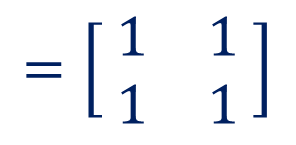 = [ 1 1
1 1 ]